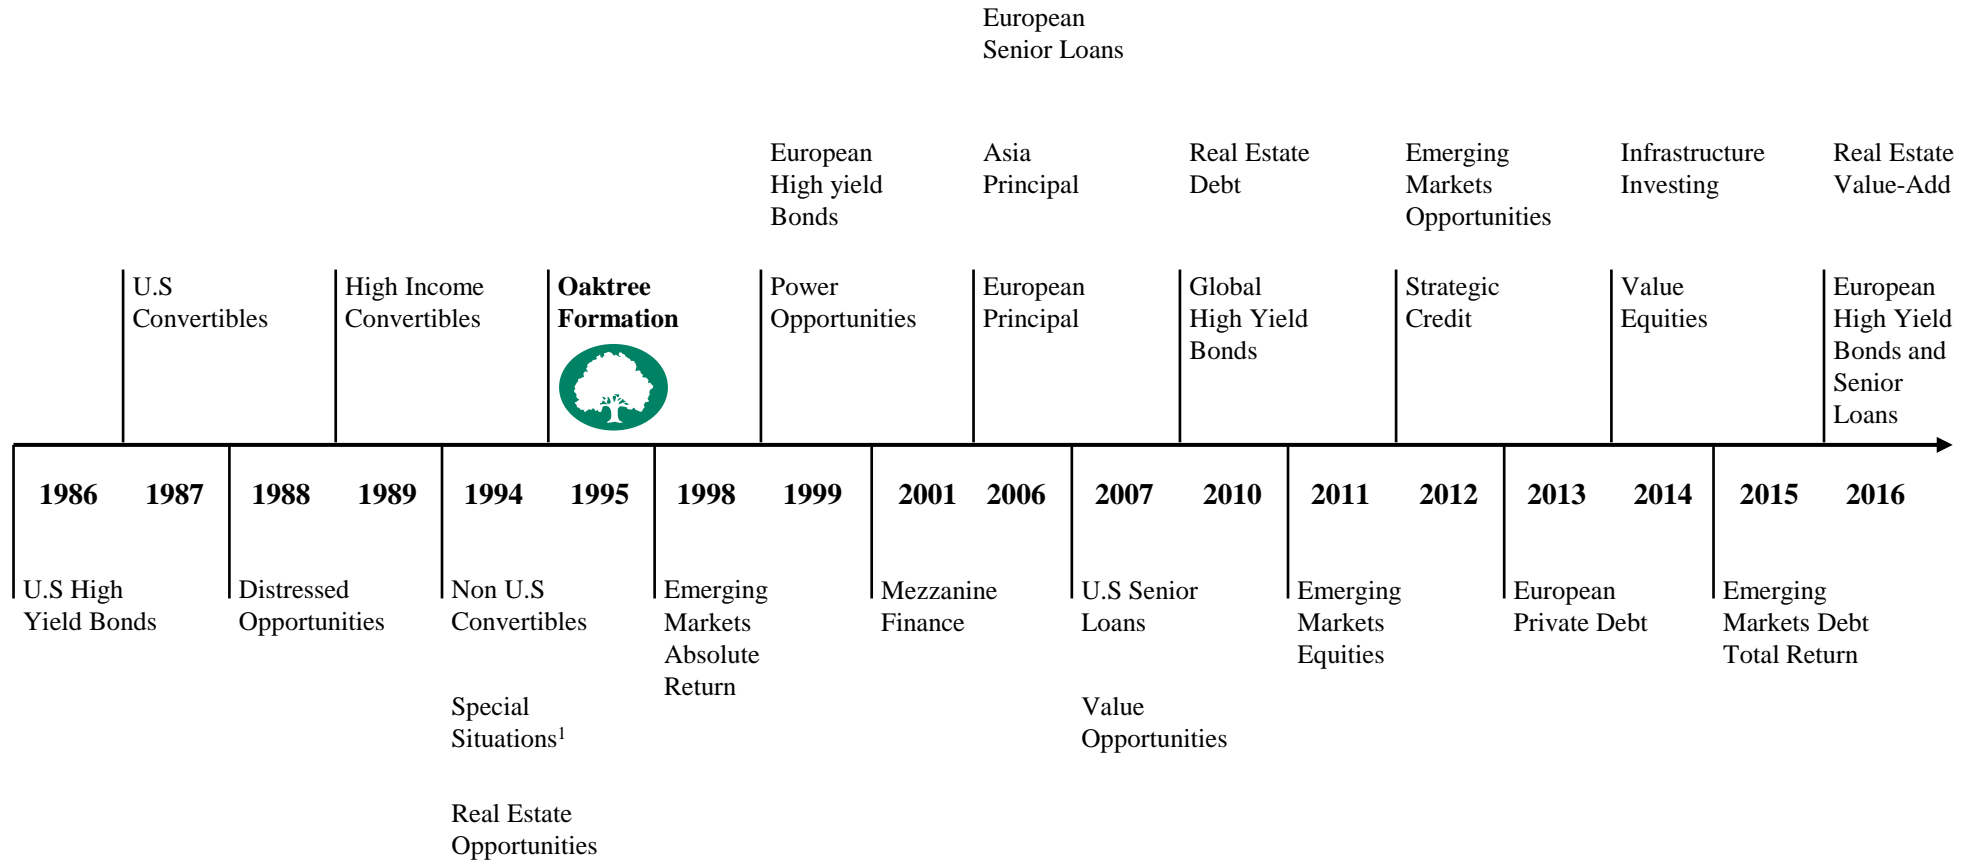 European
Senior Loans
European
High yield
Bonds
Asia
Principal
Real Estate
Debt
Emerging
Markets
Opportunities
Infrastructure
Investing
Real Estate
Value-Add
U.S
Convertibles
High Income
Convertibles
Oaktree
Formation
Power
Opportunities
European
Principal
Global
High Yield
Bonds
Strategic
Credit
Value
Equities
European
High Yield
Bonds and
Senior
Loans
1986 1987 1988 1989 1994 1995 1998 1999 2001 2006 2007 2010 2011 2012 2013 2014 2015 2016
U.S High
Yield Bonds
Distressed
Opportunities
Non U.S
Convertibles
Emerging
Markets
Absolute
Return
Mezzanine
Finance
U.S Senior
Loans
Emerging
Markets
Equities
European
Private Debt
Emerging
Markets Debt
Total Return
Special
Situations¹
Value
Opportunities
Real Estate
Opportunities